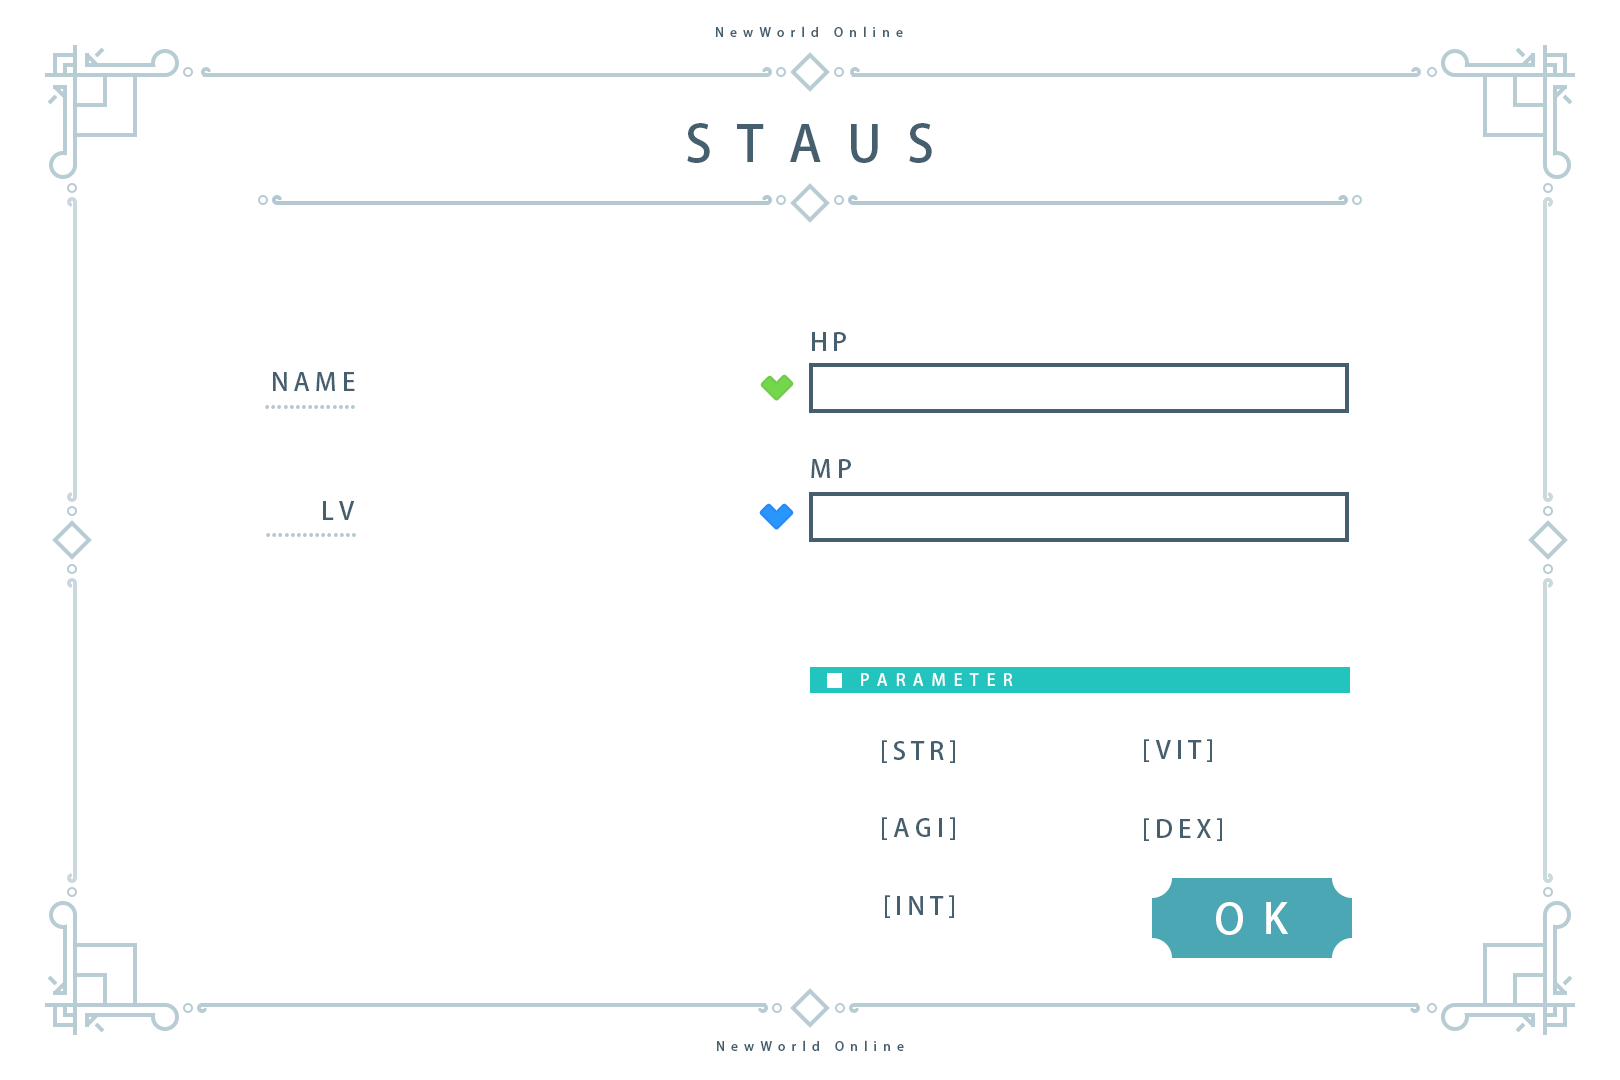 NewWorld Online
STAUS
HP
NAME
MP
LV
PARAMETER
[STR] [VIT]
[AGI] [DEX]
[INT]
OK
NewWorld Online